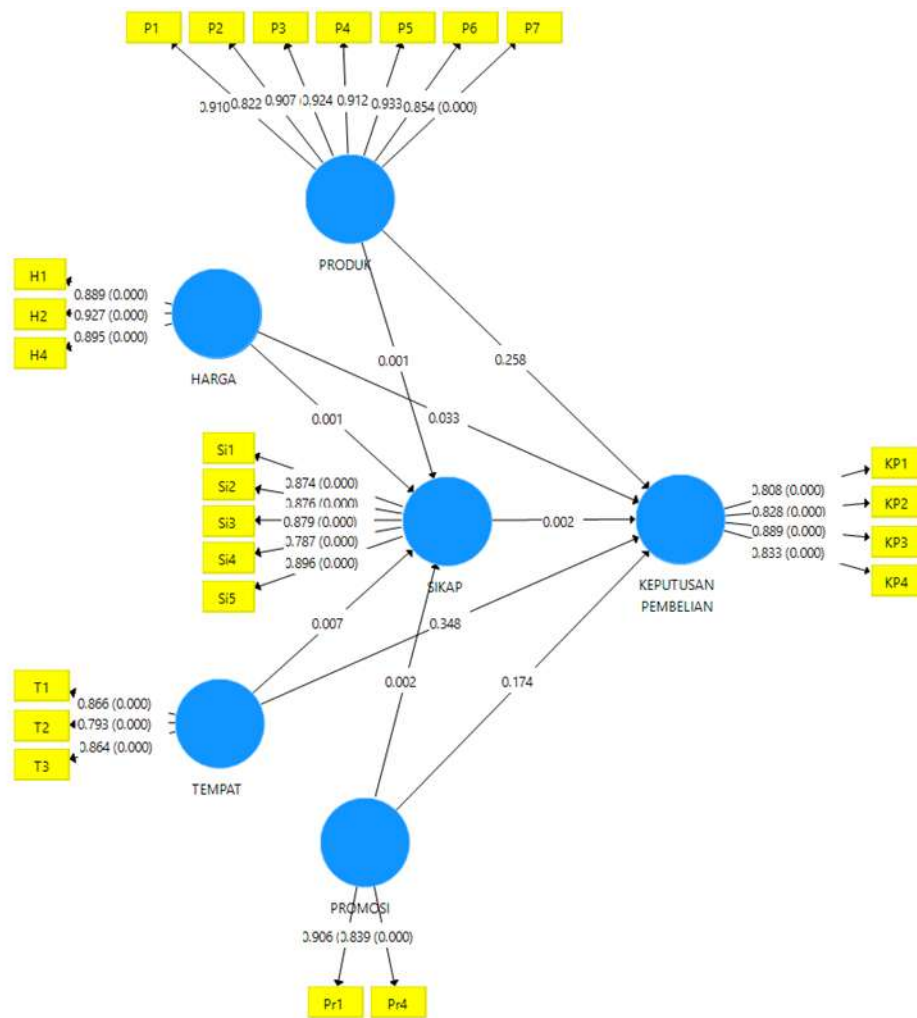 P1 P2 P3 P4 P5 P6 P7
0.910 0.822 0.907 ( 0.924 0.912 0.933 0.854 (0.000)
PRODUK
H1
H2
H4
0.889 (0.000)
0.927 (0.000)
0.895 (0.000)
HARGA
0.001
0.258
0.001
0.033
Si1
Si2
Si3
Si4
Si5
0.874 (0.000)
0.876 (0.000)
0.879 (0.000)
0.787 (0.000)
0.896 (0.000)
SIKAP
0.002
KEPUTUSAN
PEMBELIAN
0.808 (0.000)
0.828 (0.000)
0.889 (0.000)
0.833 (0.000)
KP1
KP2
KP3
KP4
0.007
0.348
0.002
0.174
T1
T2
T3
0.866 (0.000)
0.793 (0.000)
0.864 (0.000)
TEMPAT
PROMOSI
0.906 (0.839 (0.000)
Pr1 Pr4